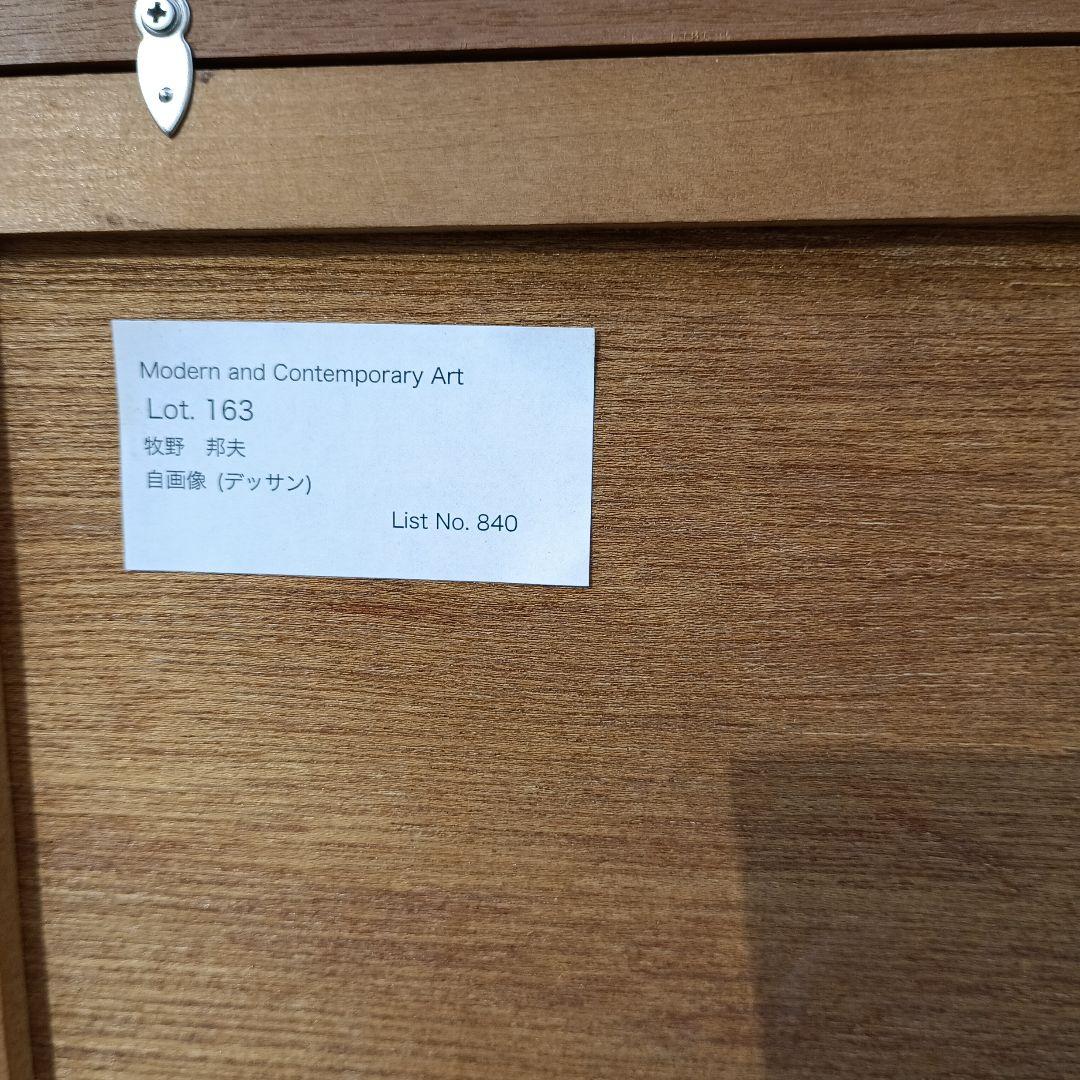 Modern and Contemporary Art
Lot. 163
牧野　邦夫
自画像 (デッサン)
List No. 840